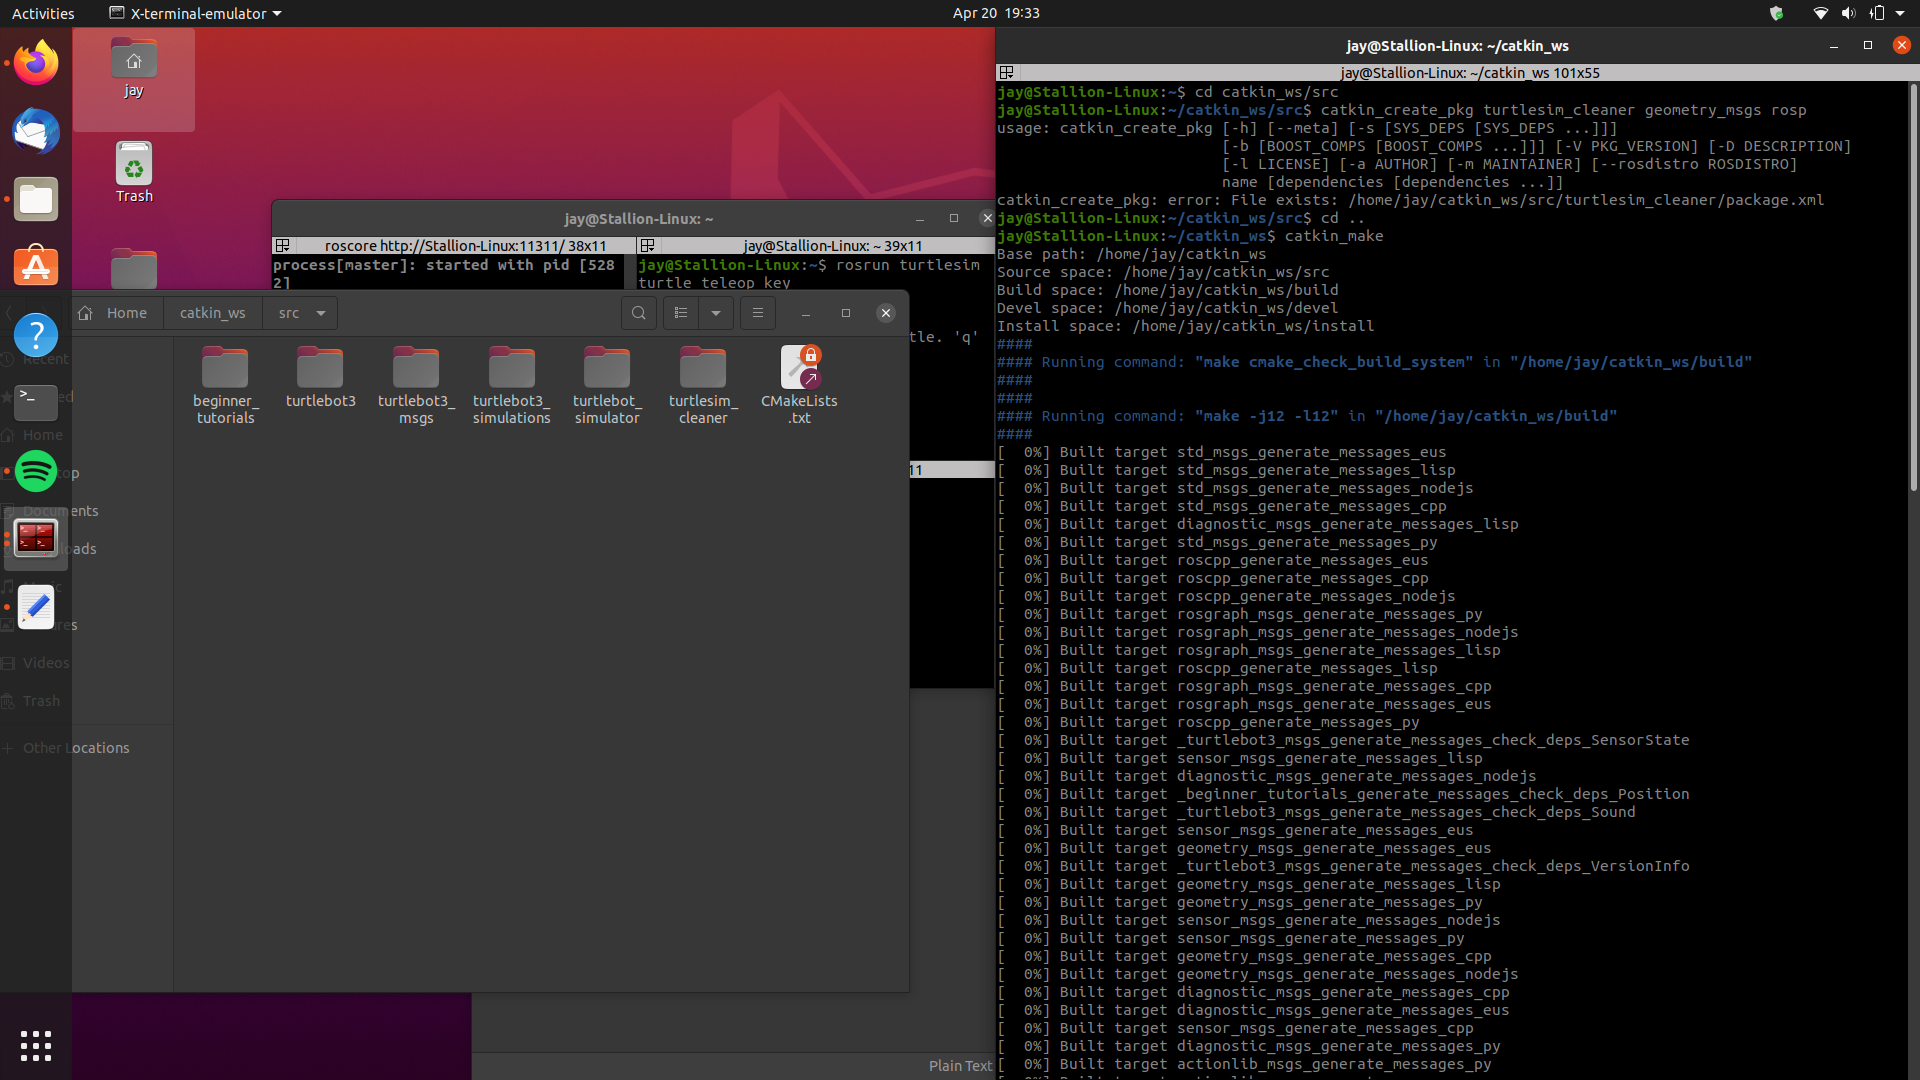 Activities
X-terminal-emulator
Apr 20 19:33
jay
Trash
jay@Stallion-Linux: ~
roscore http://Stallion-Linux:11311/ 38x11
process[master]: started with pid [528
2]
jay@Stallion-Linux: ~ 39x11
jay@Stallion-Linux:~$ rosrun turtlesim
turtle_teleop_key
tle. 'q'
11
Home
catkin_ws
src
Recent
ed
Home
top
Documents
loads
Music
res
Videos
Trash
Other Locations
beginner_
tutorials
turtlebot3
turtlebot3_
msgs
turtlebot3_
simulations
turtlebot_
simulator
turtlesim_
cleaner
CMakeLists
.txt
Plain Text
jay@Stallion-Linux: ~/catkin_ws
jay@Stallion-Linux: ~/catkin_ws 101x55
jay@Stallion-Linux:~$ cd catkin_ws/src
jay@Stallion-Linux:~/catkin_ws/src$ catkin_create_pkg turtlesim_cleaner geometry_msgs rosp
usage: catkin_create_pkg [-h] [--meta] [-s [SYS_DEPS [SYS_DEPS ...]]]
[-b [BOOST_COMPS [BOOST_COMPS ...]]] [-V PKG_VERSION] [-D DESCRIPTION]
[-l LICENSE] [-a AUTHOR] [-m MAINTAINER] [--rosdistro ROSDISTRO]
name [dependencies [dependencies ...]]
catkin_create_pkg: error: File exists: /home/jay/catkin_ws/src/turtlesim_cleaner/package.xml
jay@Stallion-Linux:~/catkin_ws/src$ cd ..
jay@Stallion-Linux:~/catkin_ws$ catkin_make
Base path: /home/jay/catkin_ws
Source space: /home/jay/catkin_ws/src
Build space: /home/jay/catkin_ws/build
Devel space: /home/jay/catkin_ws/devel
Install space: /home/jay/catkin_ws/install
####
#### Running command: "make cmake_check_build_system" in "/home/jay/catkin_ws/build"
####
####
#### Running command: "make -j12 -l12" in "/home/jay/catkin_ws/build"
####
[  0%] Built target std_msgs_generate_messages_eus
[  0%] Built target std_msgs_generate_messages_lisp
[  0%] Built target std_msgs_generate_messages_nodejs
[  0%] Built target std_msgs_generate_messages_cpp
[  0%] Built target diagnostic_msgs_generate_messages_lisp
[  0%] Built target std_msgs_generate_messages_py
[  0%] Built target roscpp_generate_messages_eus
[  0%] Built target roscpp_generate_messages_cpp
[  0%] Built target roscpp_generate_messages_nodejs
[  0%] Built target rosgraph_msgs_generate_messages_py
[  0%] Built target rosgraph_msgs_generate_messages_nodejs
[  0%] Built target rosgraph_msgs_generate_messages_lisp
[  0%] Built target roscpp_generate_messages_lisp
[  0%] Built target rosgraph_msgs_generate_messages_cpp
[  0%] Built target rosgraph_msgs_generate_messages_eus
[  0%] Built target roscpp_generate_messages_py
[  0%] Built target _turtlebot3_msgs_generate_messages_check_deps_SensorState
[  0%] Built target sensor_msgs_generate_messages_lisp
[  0%] Built target diagnostic_msgs_generate_messages_nodejs
[  0%] Built target _beginner_tutorials_generate_messages_check_deps_Position
[  0%] Built target _turtlebot3_msgs_generate_messages_check_deps_Sound
[  0%] Built target sensor_msgs_generate_messages_eus
[  0%] Built target geometry_msgs_generate_messages_eus
[  0%] Built target _turtlebot3_msgs_generate_messages_check_deps_VersionInfo
[  0%] Built target geometry_msgs_generate_messages_lisp
[  0%] Built target geometry_msgs_generate_messages_py
[  0%] Built target sensor_msgs_generate_messages_nodejs
[  0%] Built target sensor_msgs_generate_messages_py
[  0%] Built target geometry_msgs_generate_messages_cpp
[  0%] Built target geometry_msgs_generate_messages_nodejs
[  0%] Built target diagnostic_msgs_generate_messages_cpp
[  0%] Built target diagnostic_msgs_generate_messages_eus
[  0%] Built target sensor_msgs_generate_messages_cpp
[  0%] Built target diagnostic_msgs_generate_messages_py
[  0%] Built target actionlib_msgs_generate_messages_py